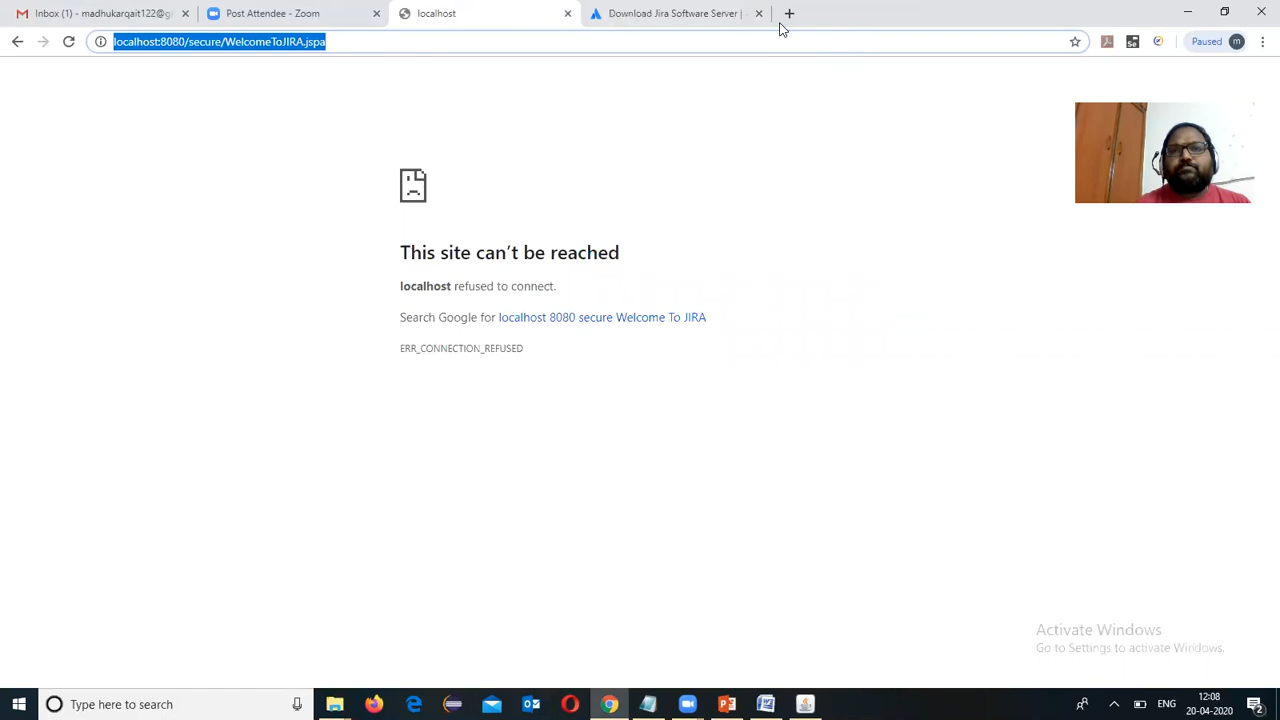 Inbox (1) - madhukarqait122@g
Post Attendee - Zoom
localhost
Download Jira Software Server |
localhost:8080/secure/WelcomeToJIRA.jspa
Se
Paused
m
This site can't be reached
localhost refused to connect.
Search Google for localhost 8080 secure Welcome To JIRA
ERR_CONNECTION_REFUSED
Activate Windows
Go to Settings to activate Windows.
Type here to search
ENG
12:08
20-04-2020
2